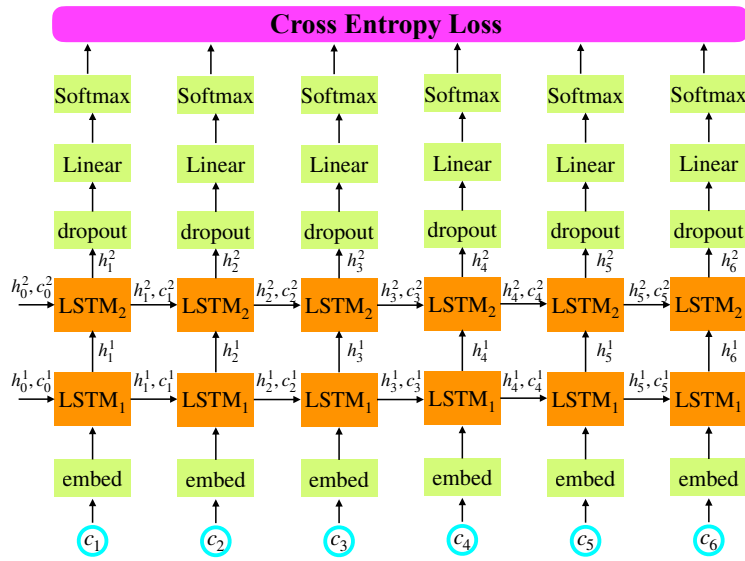 Cross Entropy Loss
Softmax Softmax Softmax Softmax Softmax Softmax
Linear Linear Linear Linear Linear Linear
dropout dropout dropout dropout dropout dropout
h_1^2 h_2^2 h_3^2 h_4^2 h_5^2 h_6^2
h_0^2, c_0^2 h_1^2, c_1^2 h_2^2, c_2^2 h_3^2, c_3^2 h_4^2, c_4^2 h_5^2, c_5^2
LSTM_2 LSTM_2 LSTM_2 LSTM_2 LSTM_2 LSTM_2
h_1^1 h_2^1 h_3^1 h_4^1 h_5^1 h_6^1
h_0^1, c_0^1 h_1^1, c_1^1 h_2^1, c_2^1 h_3^1, c_3^1 h_4^1, c_4^1 h_5^1, c_5^1
LSTM_1 LSTM_1 LSTM_1 LSTM_1 LSTM_1 LSTM_1
embed embed embed embed embed embed
c_1 c_2 c_3 c_4 c_5 c_6